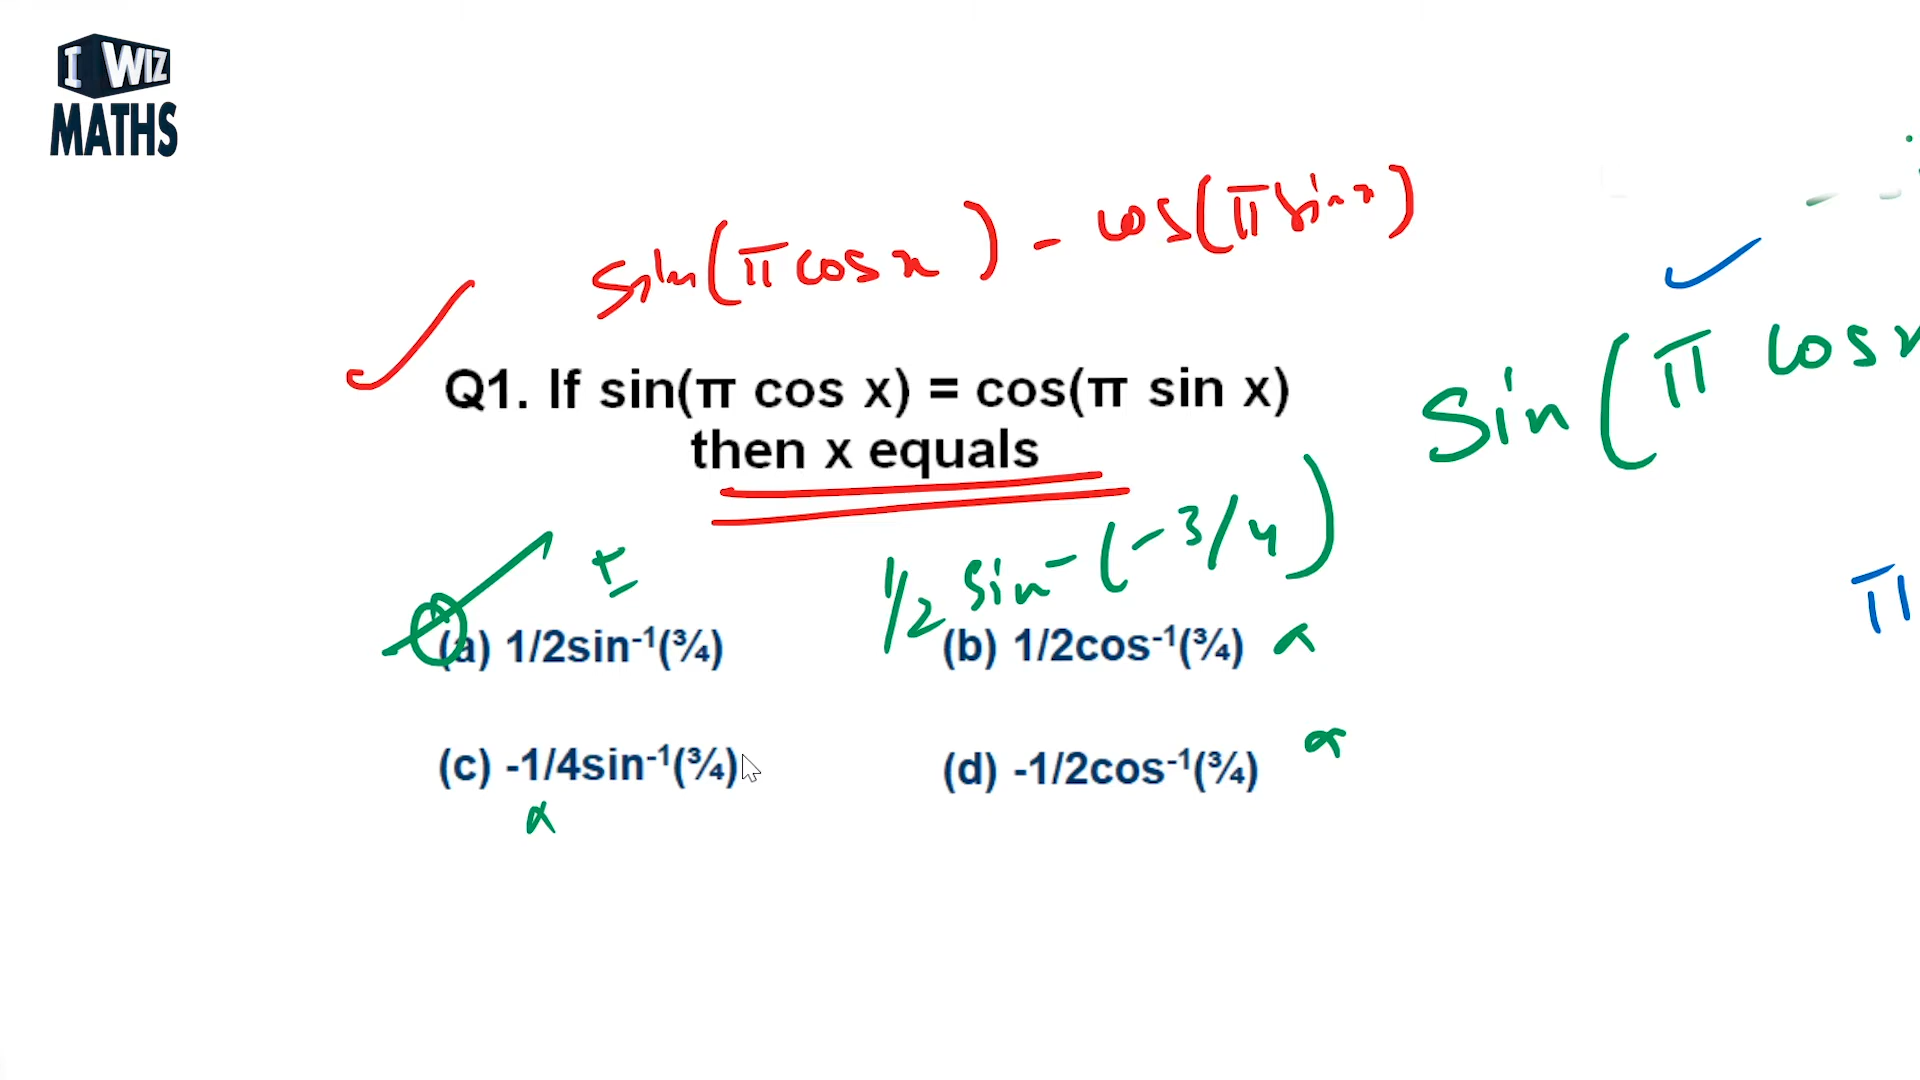 I WIZ
MATHS
sin(π cos x) - cos(π sin x)
Q1. If sin(π cos x) = cos(π sin x)
then x equals
sin(π cos x
π
± 1/2 sin⁻(-3/4)
(a) 1/2sin⁻¹(¾) (b) 1/2cos⁻¹(¾)
(c) -1/4sin⁻¹(¾) (d) -1/2cos⁻¹(¾)